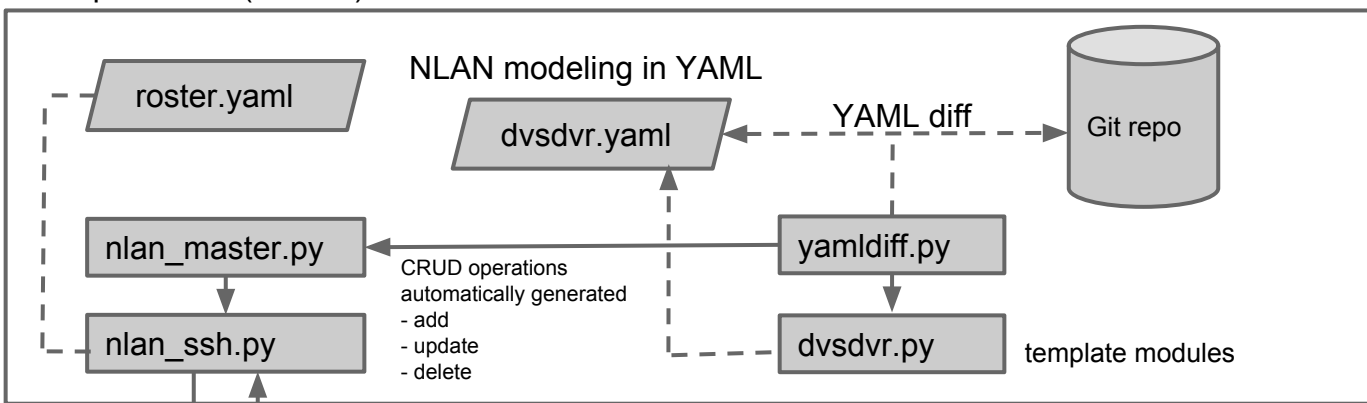 NLAN modeling in YAML
roster.yaml
dvsdvr.yaml
YAML diff
Git repo
nlan_master.py
yamldiff.py
CRUD operations
automatically generated
- add
- update
- delete
nlan_ssh.py
dvsdvr.py
template modules